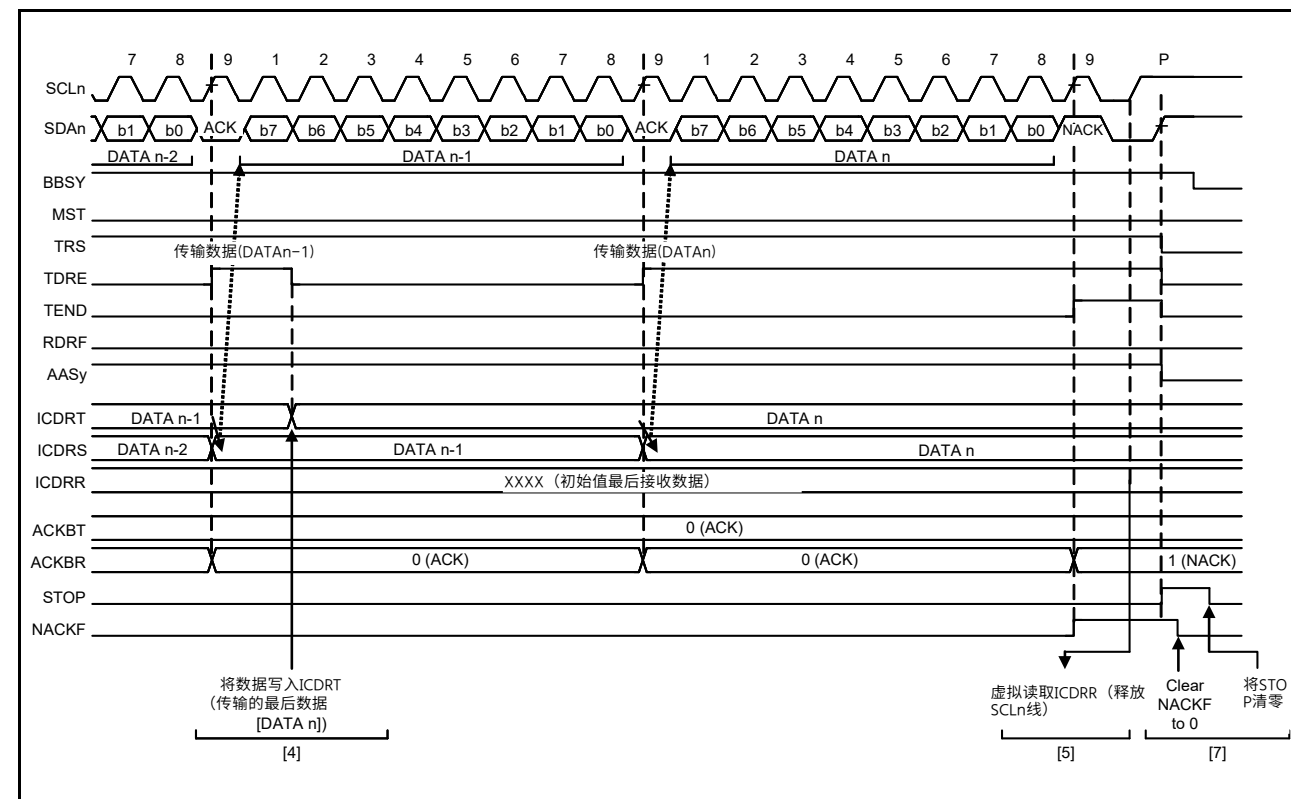 7 8 9 1 2 3 4 5 6 7 8 9 1 2 3 4 5 6 7 8 9 P
SCLn
SDAn b1 b0 ACK b7 b6 b5 b4 b3 b2 b1 b0 ACK b7 b6 b5 b4 b3 b2 b1 b0 NACK
DATA n-2 DATA n-1 DATA n
BBSY
MST
TRS
传输数据(DATAn-1) 传输数据(DATAn)
TDRE
TEND
RDRF
AASy
ICDRT DATA n-1 DATA n
ICDRS DATA n-2 DATA n-1 DATA n
ICDRR XXXX（初始值最后接收数据）
ACKBT 0 (ACK)
ACKBR 0 (ACK) 0 (ACK) 1 (NACK)
STOP
NACKF
将数据写入ICDRT
（传输的最后数据
[DATA n])
[4]
虚拟读取ICDRR（释放
SCLn线）
[5]
Clear
NACKF
to 0
将STO
P清零
[7]